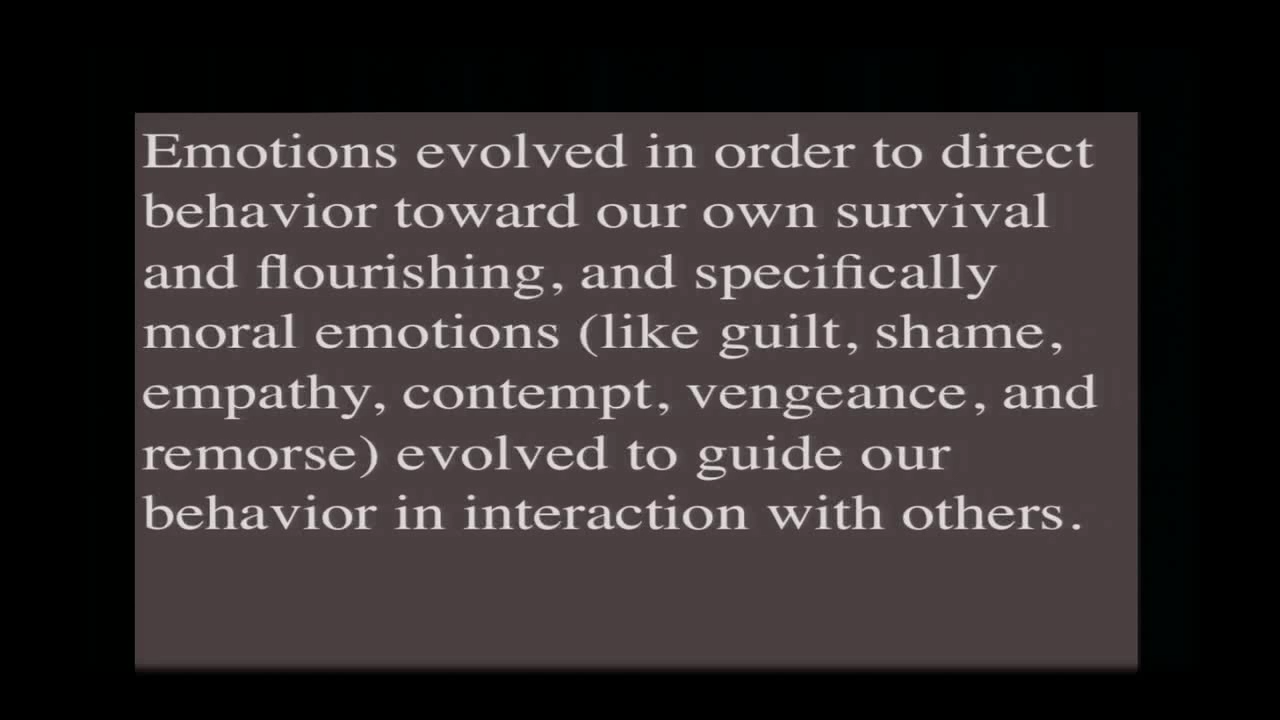 Emotions evolved in order to direct
behavior toward our own survival
and flourishing, and specifically
moral emotions (like guilt, shame,
empathy, contempt, vengeance, and
remorse) evolved to guide our
behavior in interaction with others.